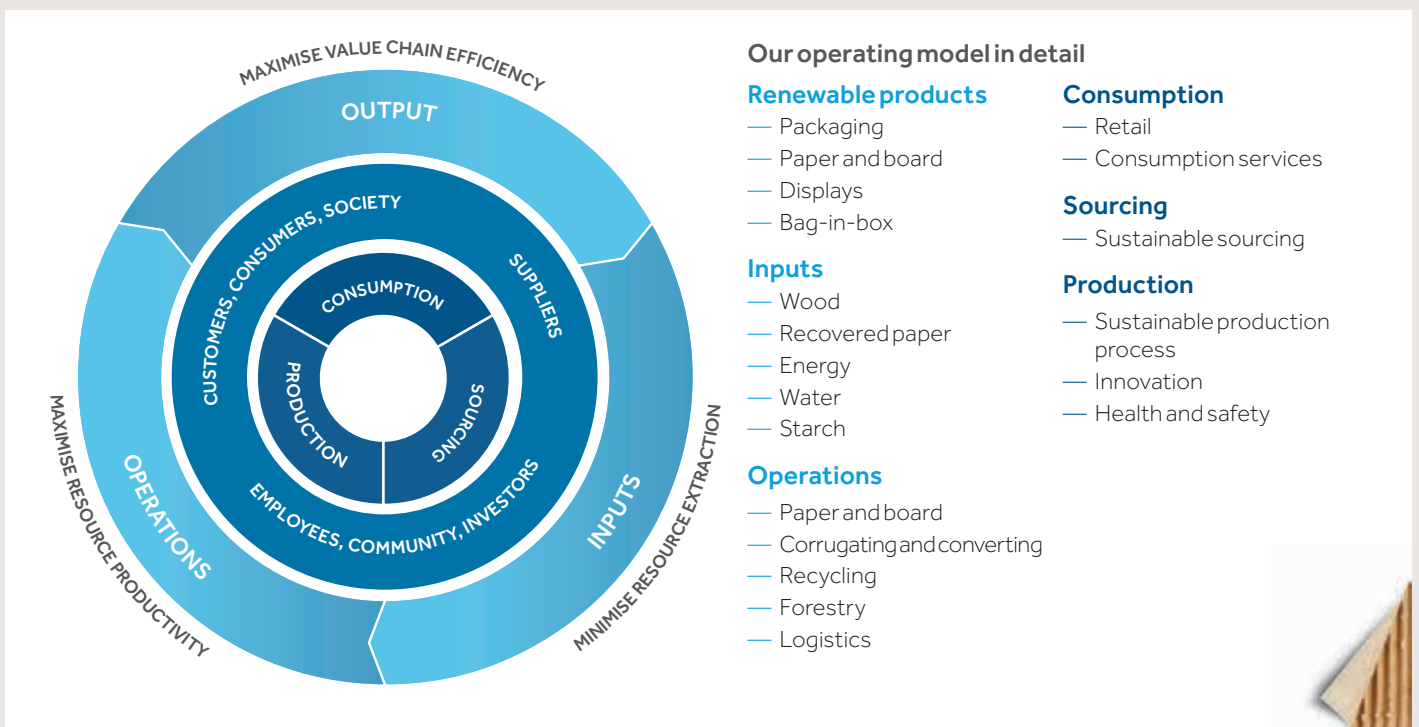 MAXIMISE VALUE CHAIN EFFICIENCY
OUTPUT
CUSTOMERS, CONSUMERS, SOCIETY
SUPPLIERS
CONSUMPTION
PRODUCTION
SOURCING
EMPLOYEES, COMMUNITY, INVESTORS
OPERATIONS
INPUTS
MAXIMISE RESOURCE PRODUCTIVITY
MINIMISE RESOURCE EXTRACTION
Our operating model in detail
Renewable products
— Packaging
— Paper and board
— Displays
— Bag-in-box
Inputs
— Wood
— Recovered paper
— Energy
— Water
— Starch
Operations
— Paper and board
— Corrugating and converting
— Recycling
— Forestry
— Logistics
Consumption
— Retail
— Consumption services
Sourcing
— Sustainable sourcing
Production
— Sustainable production
process
— Innovation
— Health and safety